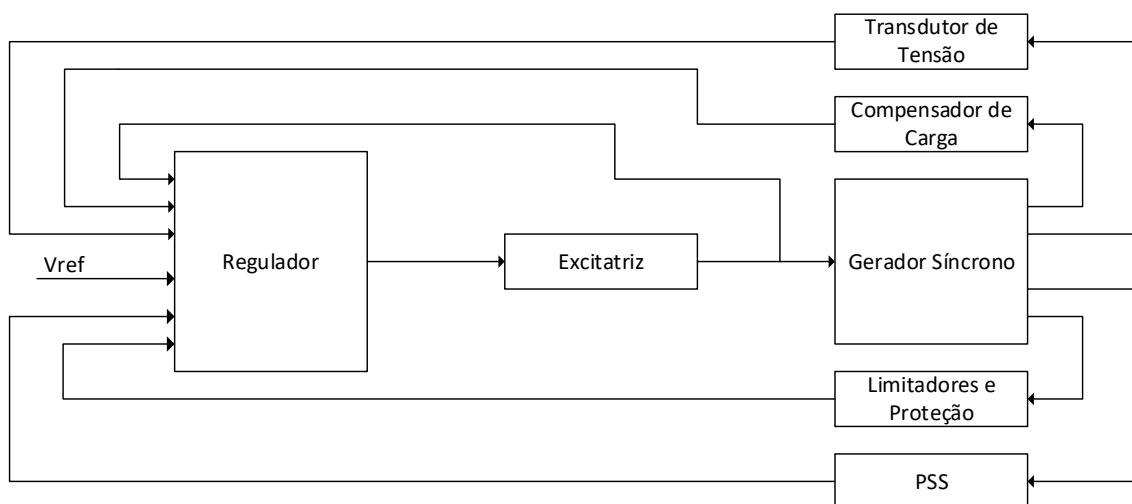 Transdutor de
Tensão
Compensador de
Carga
Vref
Regulador
Excitatriz
Gerador Síncrono
Limitadores e
Proteção
PSS